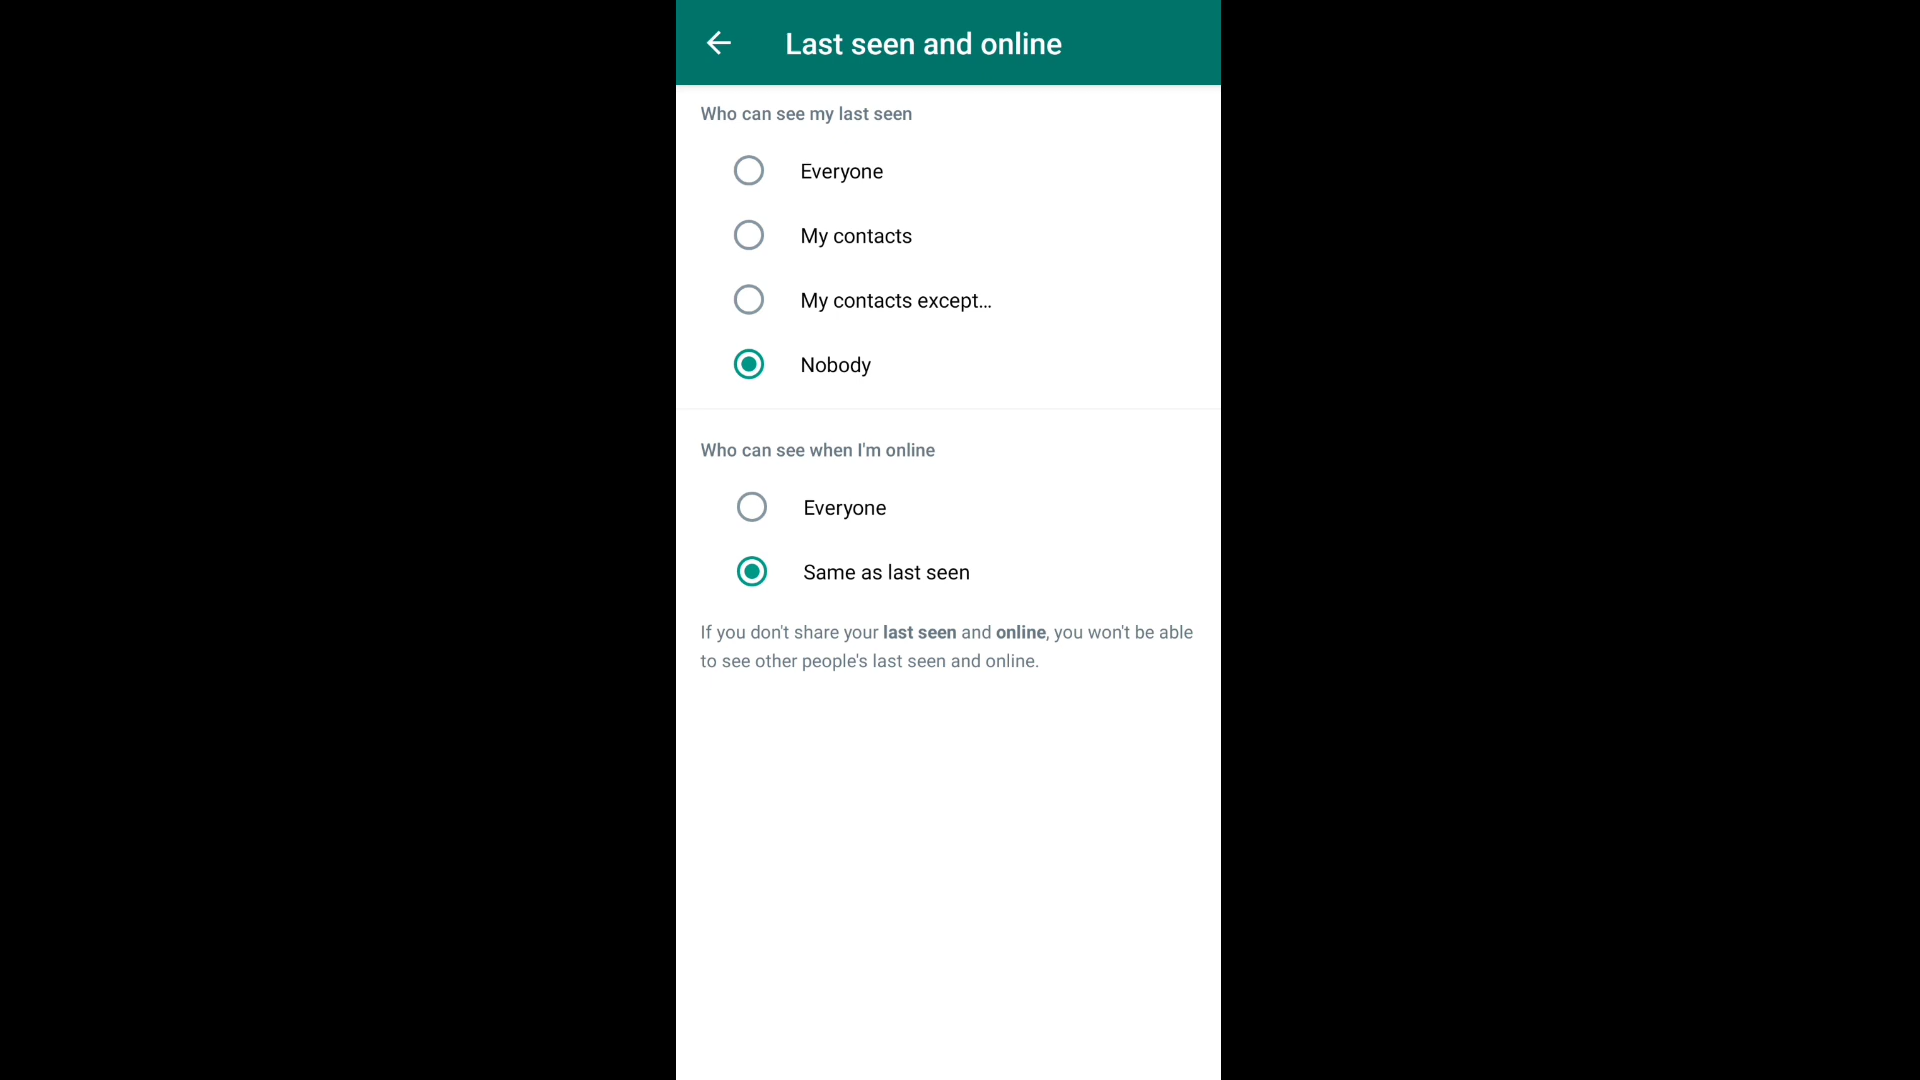 Last seen and online
Who can see my last seen
Everyone
My contacts
My contacts except...
Nobody
Who can see when I'm online
Everyone
Same as last seen
If you don't share your last seen and online, you won't be able
to see other people's last seen and online.